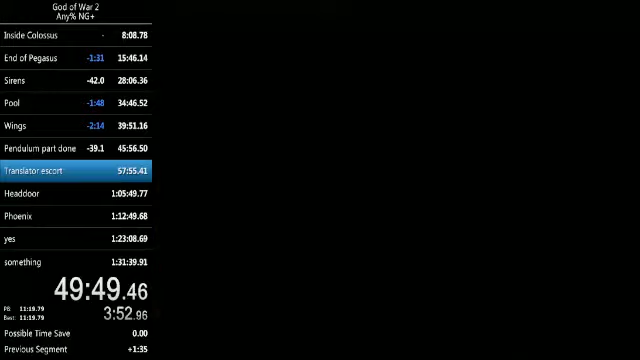 God of War 2
Any% NG+
Inside Colossus - 8:08.78
End of Pegasus -1:31 15:46.14
Sirens -42.0 28:06.36
Pool -1:48 34:46.52
Wings -2:14 39:51.16
Pendulum part done -39.1 45:56.50
Translator escort 57:55.41
Headdoor 1:05:49.77
Phoenix 1:12:49.68
yes 1:23:08.69
something 1:31:39.91
49:49.46
PB: 11:19.79
Best: 11:19.79
3:52.96
Possible Time Save 0.00
Previous Segment +1:35